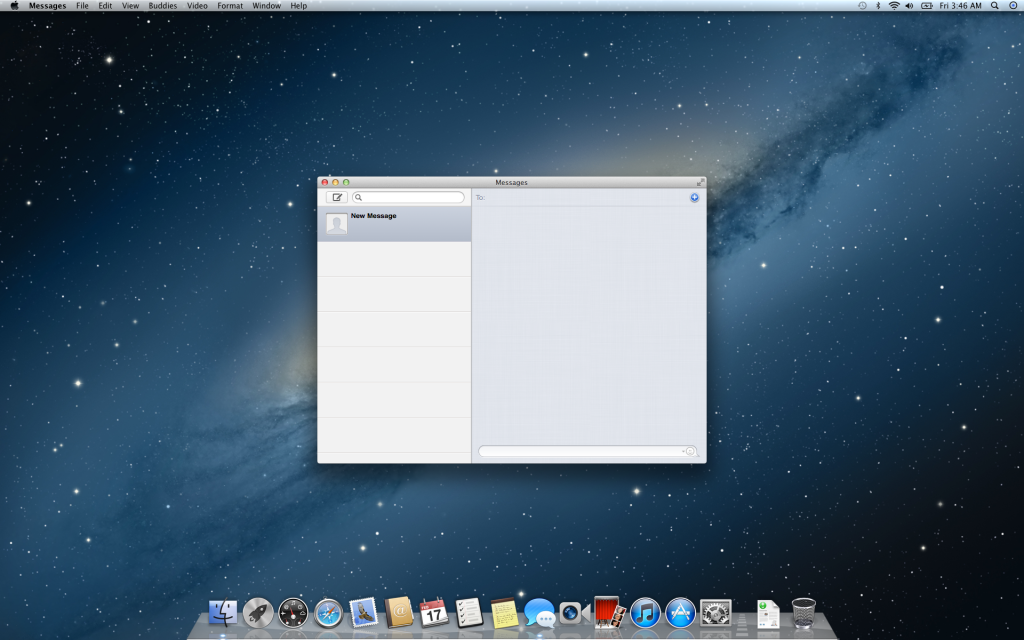 Messages File Edit View Buddies Video Format Window Help Fri 3:46 AM
Messages
To:
New Message
17